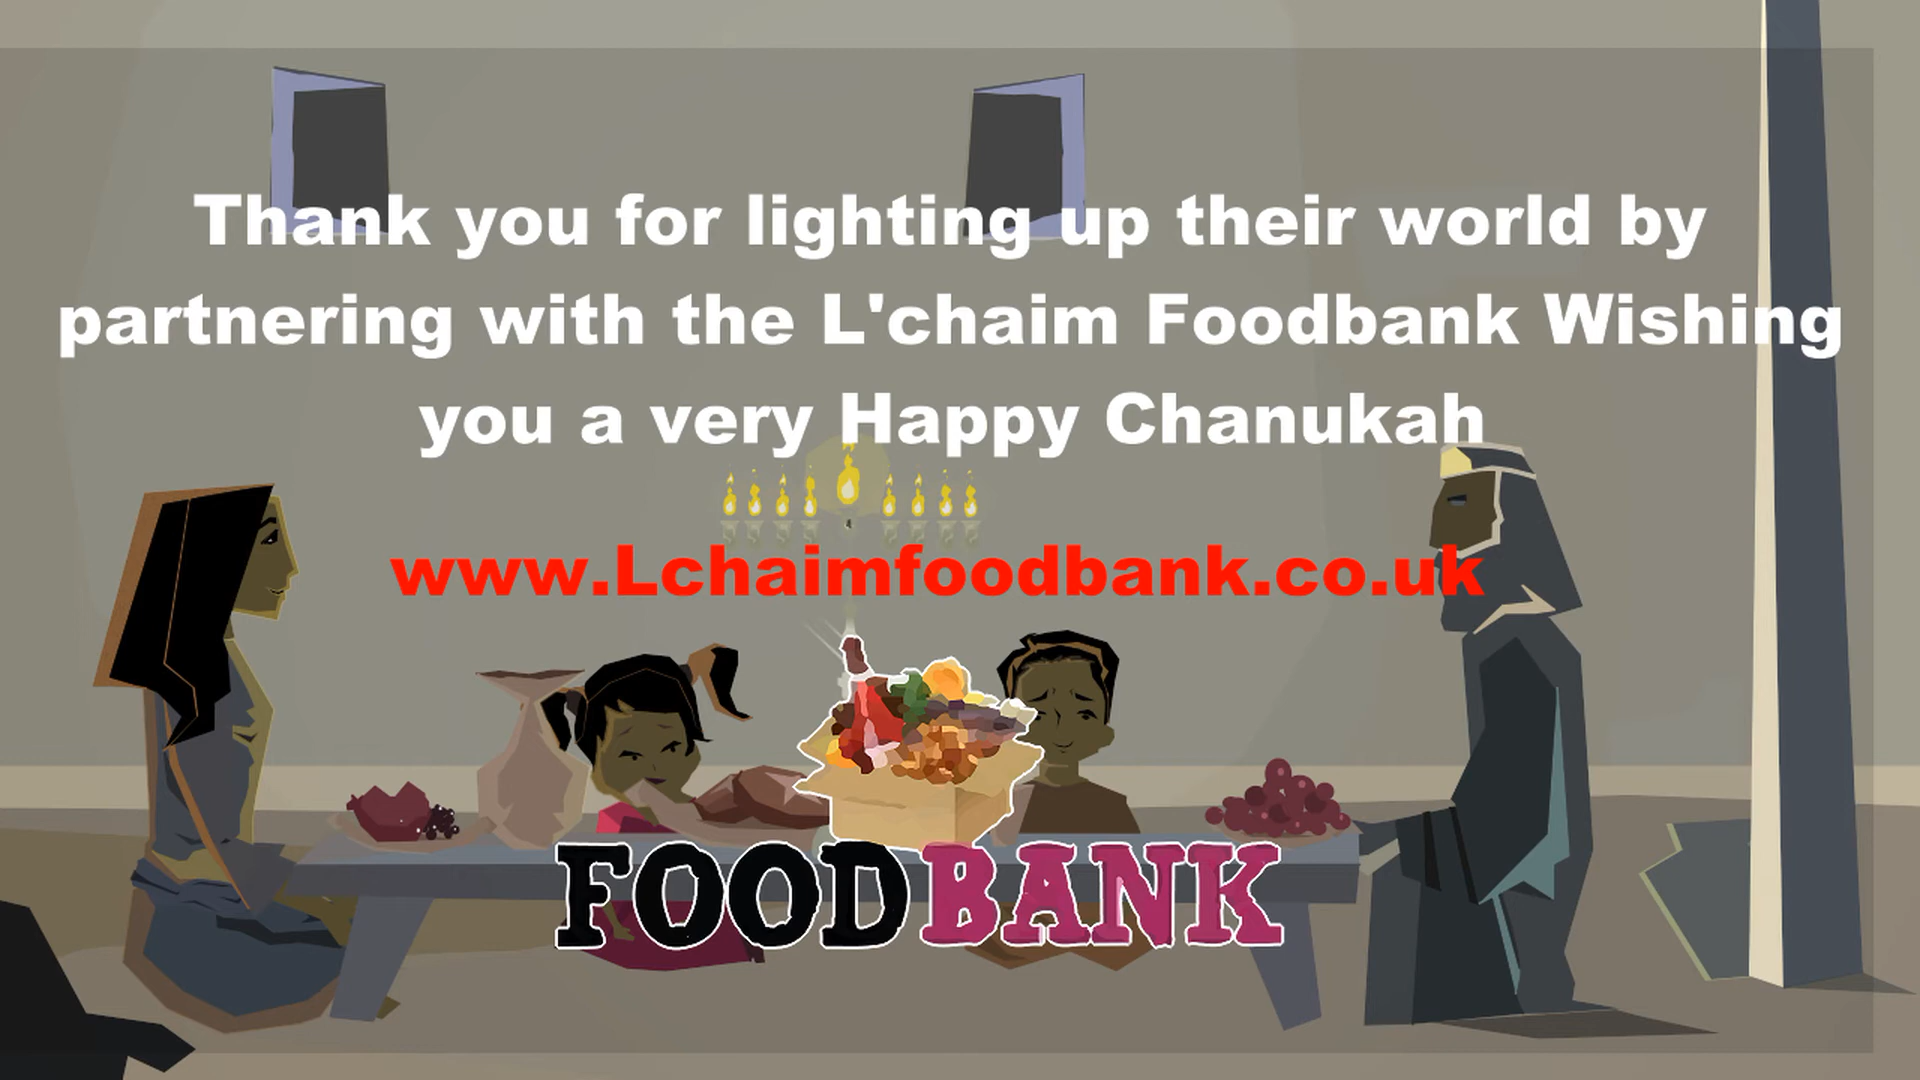 Thank you for lighting up their world by
partnering with the L'chaim Foodbank Wishing
you a very Happy Chanukah
www.Lchaimfoodbank.co.uk
FOODBANK